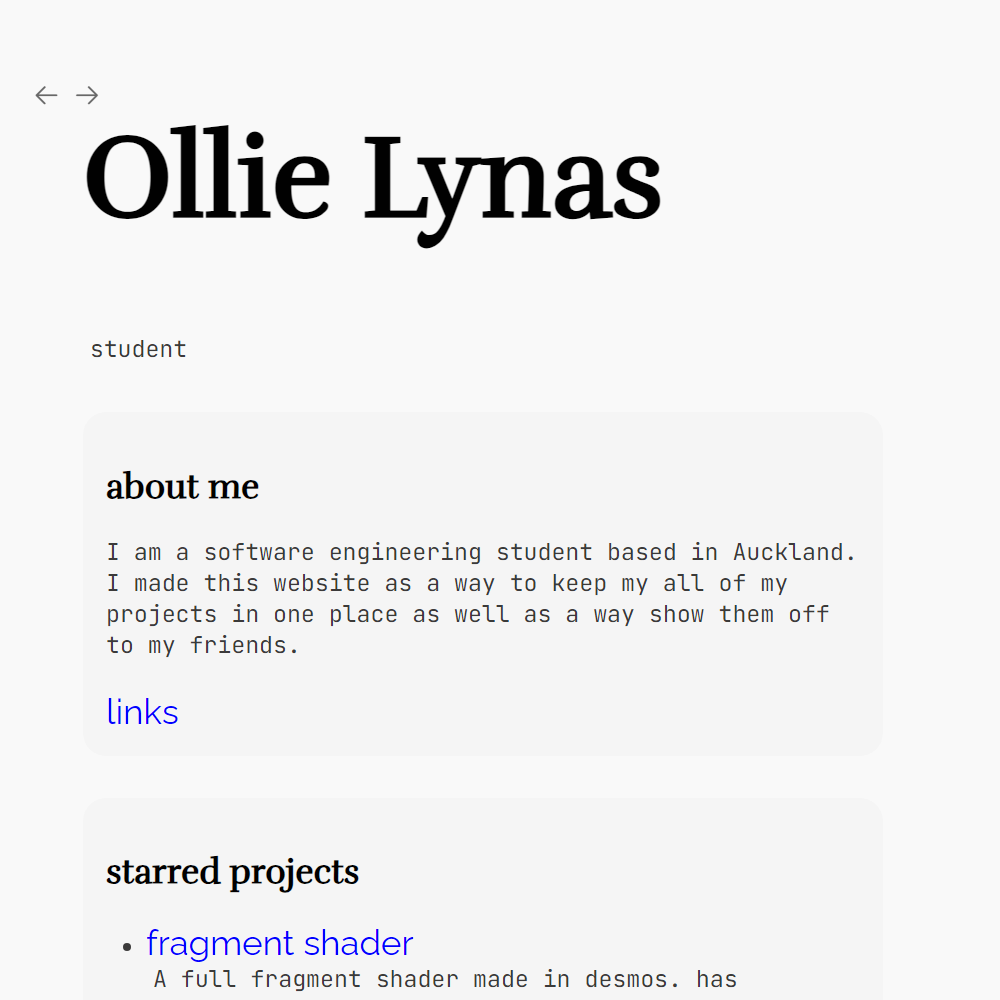 ← →
Ollie Lynas
student
about me
I am a software engineering student based in Auckland.
I made this website as a way to keep my all of my
projects in one place as well as a way show them off
to my friends.
links
starred projects
• fragment shader
A full fragment shader made in desmos. has